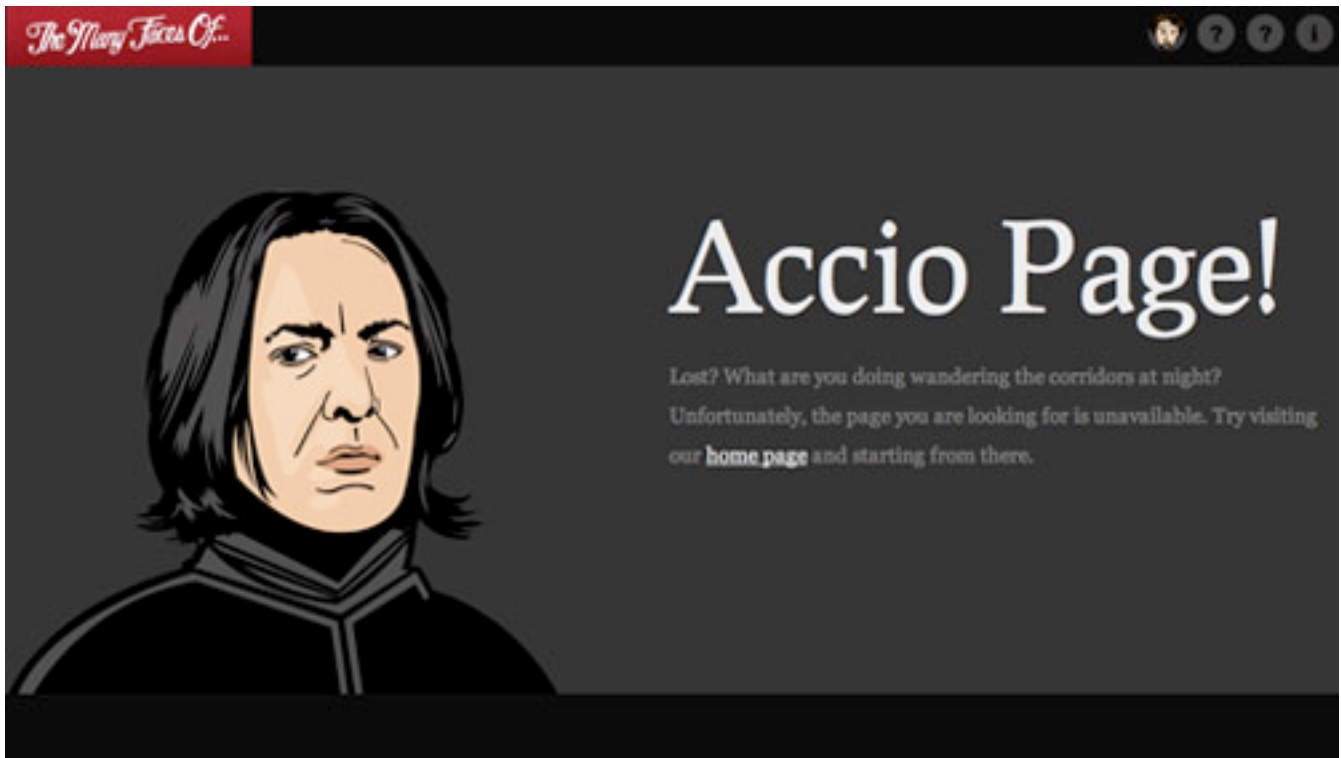 The Many Faces Of...
? ? i
Accio Page!
Lost? What are you doing wandering the corridors at night?
Unfortunately, the page you are looking for is unavailable. Try visiting
our home page and starting from there.